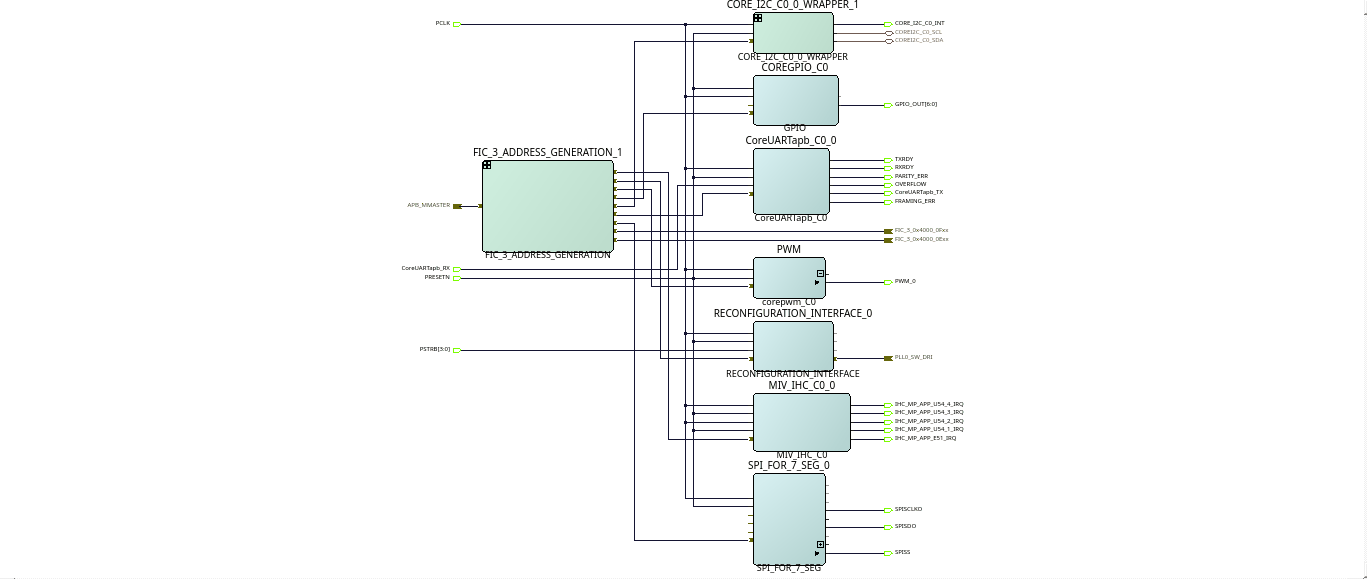 CORE_I2C_C0_0_WRAPPER_1
PCLK
CORE_I2C_C0_INT
COREI2C_C0_SCL
COREI2C_C0_SDA
CORE_I2C_C0_0_WRAPPER
COREGPIO_C0
GPIO_OUT[6:0]
GPIO
CoreUARTapb_C0_0
FIC_3_ADDRESS_GENERATION_1
TXRDY
RXRDY
PARITY_ERR
OVERFLOW
CoreUARTapb_TX
FRAMING_ERR
APB_MMASTER
CoreUARTapb_C0
FIC_3_0x4000_0Fxx
FIC_3_0x4000_0Exx
FIC_3_ADDRESS_GENERATION
PWM
CoreUARTapb_RX
PRESETN
PWM_0
corepwm_C0
RECONFIGURATION_INTERFACE_0
PSTRB[3:0]
PLL0_SW_DRI
RECONFIGURATION_INTERFACE
MIV_IHC_C0_0
IHC_MP_APP_U54_4_IRQ
IHC_MP_APP_U54_3_IRQ
IHC_MP_APP_U54_2_IRQ
IHC_MP_APP_U54_1_IRQ
IHC_MP_APP_E51_IRQ
MIV_IHC_C0
SPI_FOR_7_SEG_0
SPISCLKO
SPISDO
SPISS
SPI_FOR_7_SEG